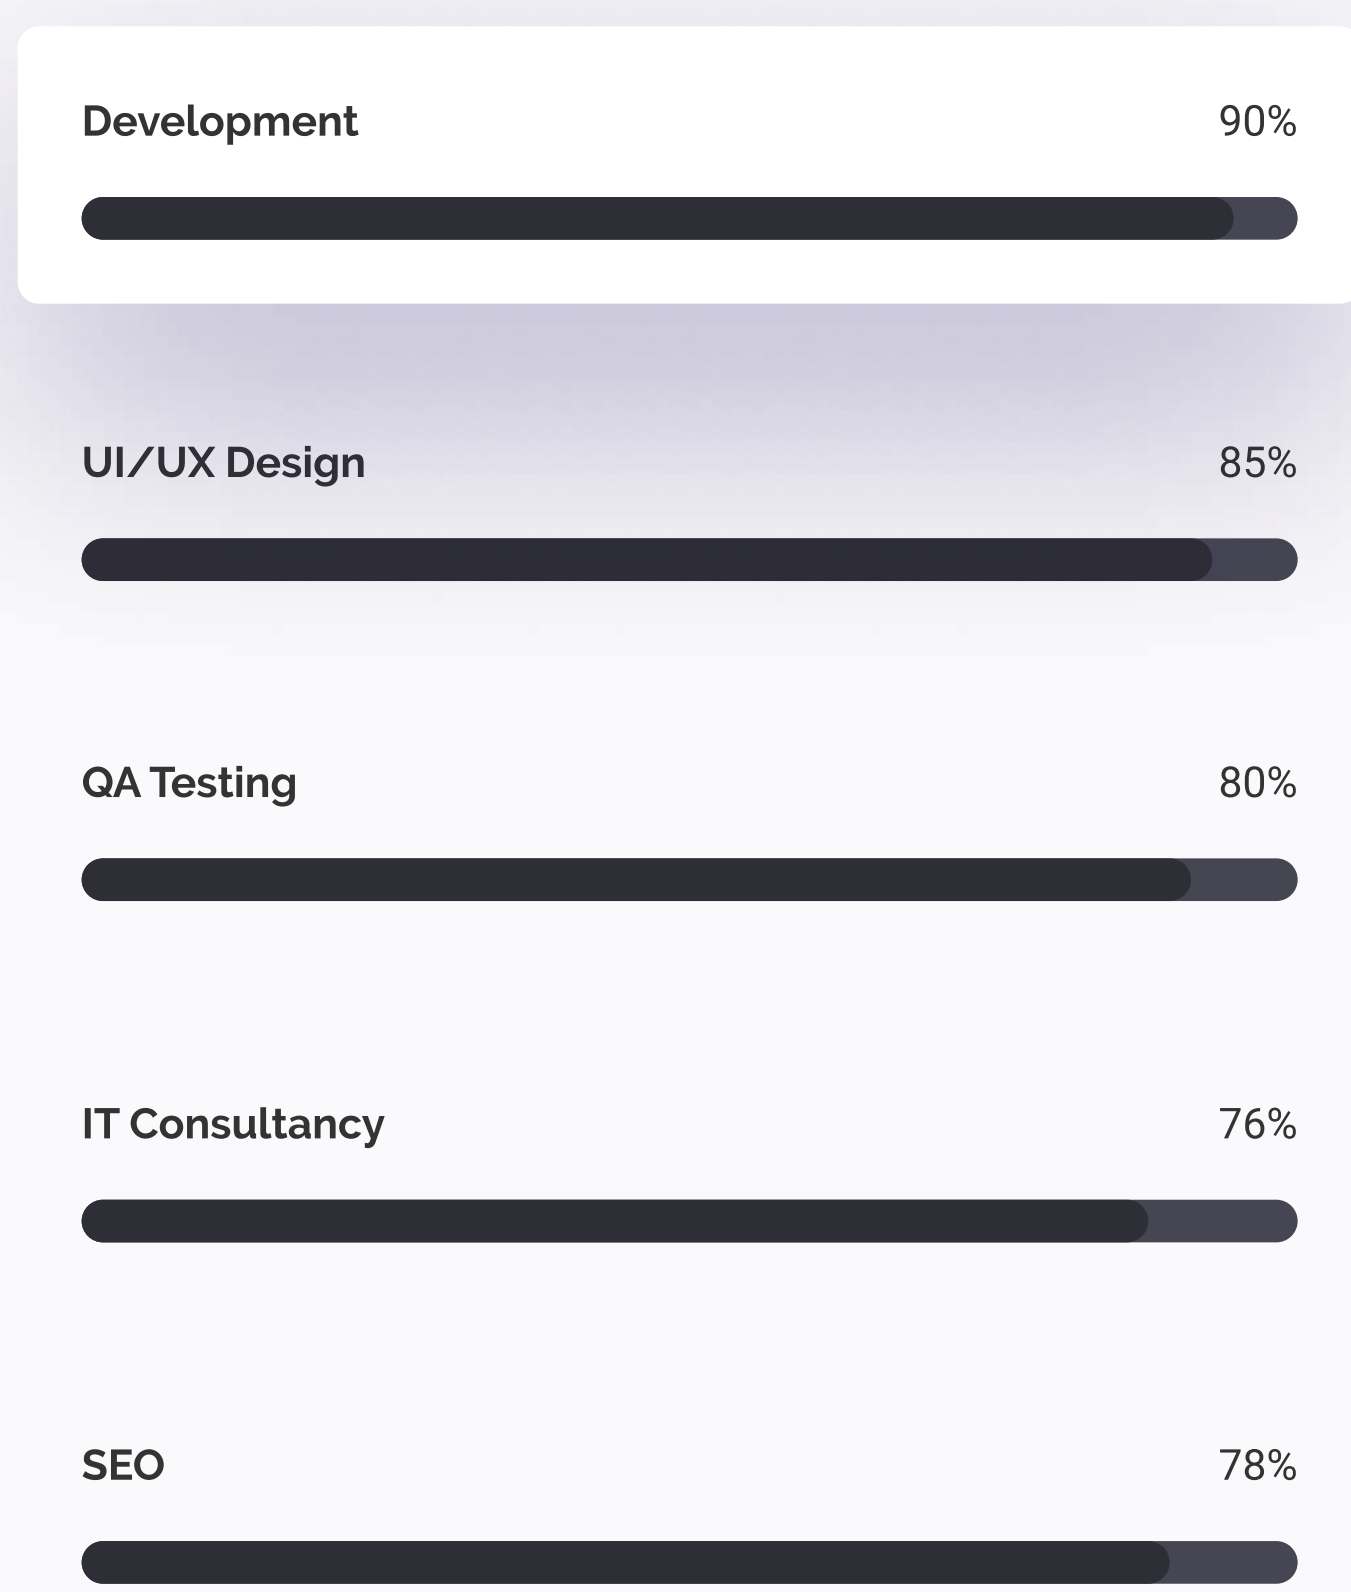 Development 90%
UI/UX Design 85%
QA Testing 80%
IT Consultancy 76%
SEO 78%